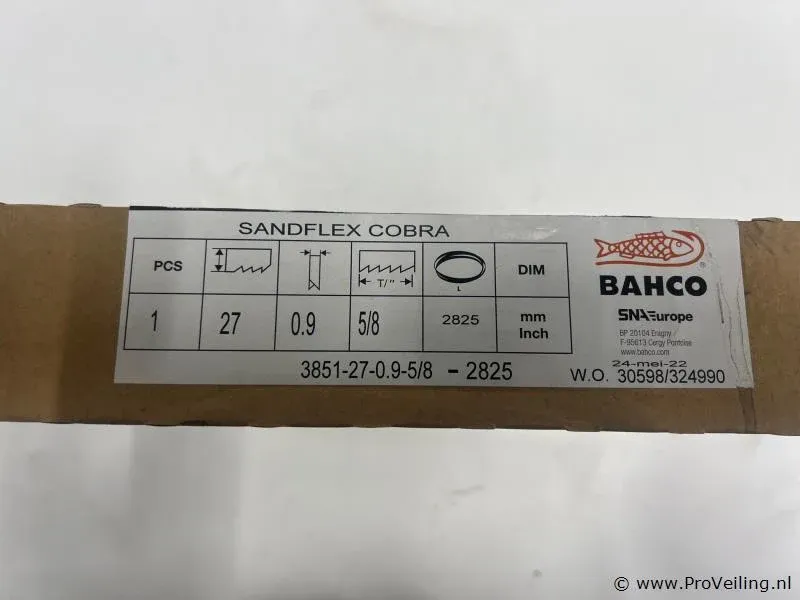 SANDFLEX COBRA
PCS T/" L DIM
1 27 0.9 5/8 2825 mm
Inch
3851-27-0.9-5/8 - 2825
BAHCO
SNA Europe
BP 20104 Eragny
F-95613 Cergy Pontoise
www.bahco.com
24-mei-22
W.O. 30598/324990
© www.ProVeiling.nl